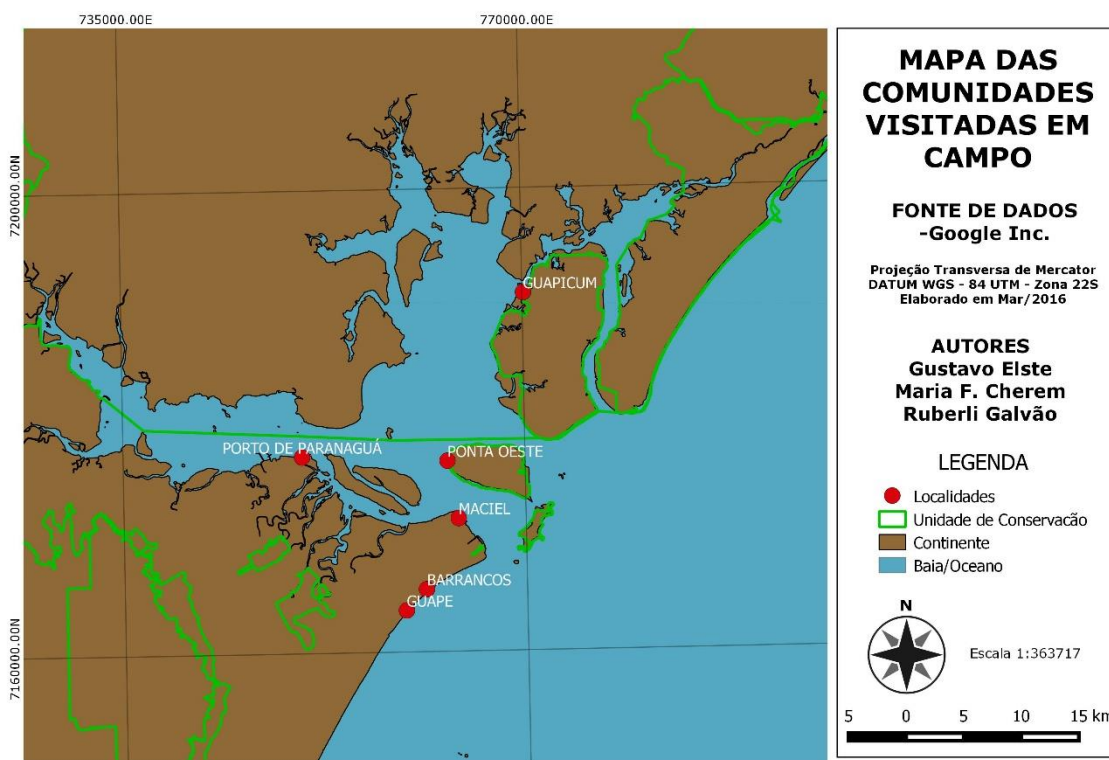 735000.00E
770000.00E
7200000.00N
7160000.00N
GUAPICUM
PORTO DE PARANAGUÁ
PONTA OESTE
MACIEL
BARRANCOS
GUAPE
MAPA DAS
COMUNIDADES
VISITADAS EM
CAMPO
FONTE DE DADOS
-Google Inc.
Projeção Transversa de Mercator
DATUM WGS - 84 UTM - Zona 22S
Elaborado em Mar/2016
AUTORES
Gustavo Elste
Maria F. Cherem
Ruberli Galvão
LEGENDA
Localidades
Unidade de Conservacão
Continente
Baia/Oceano
N
Escala 1:363717
5 0 5 10 15 km